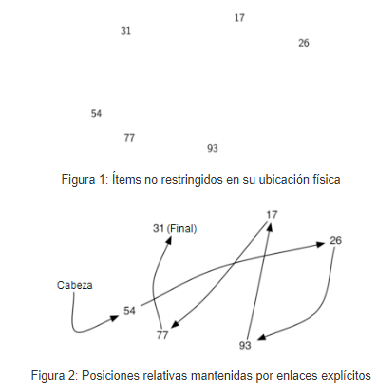 17
31
26
54
77
93
Figura 1: Ítems no restringidos en su ubicación física
17
31 (Final)
26
Cabeza
54
77
93
Figura 2: Posiciones relativas mantenidas por enlaces explícitos